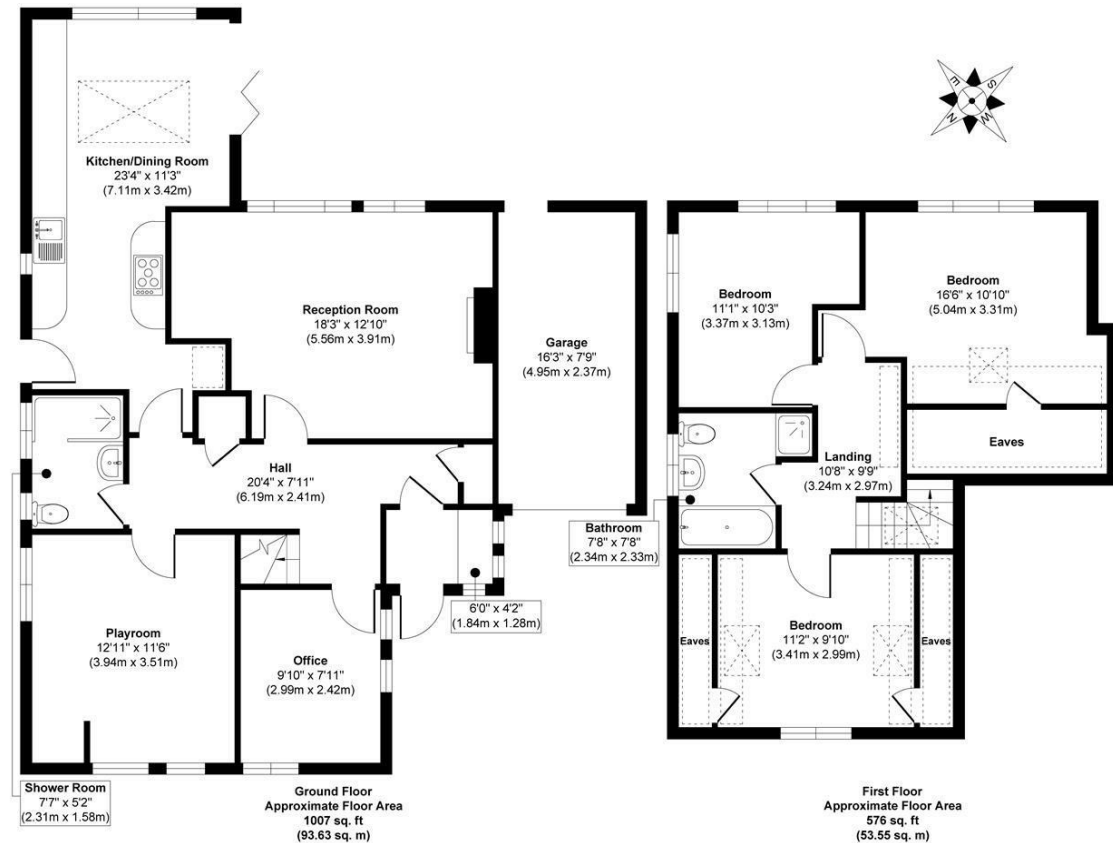 Kitchen/Dining Room
23'4" x 11'3"
(7.11m x 3.42m)
E
S
N
W
Reception Room
18'3" x 12'10"
(5.56m x 3.91m)
Garage
16'3" x 7'9"
(4.95m x 2.37m)
Bedroom
11'1" x 10'3"
(3.37m x 3.13m)
Bedroom
16'6" x 10'10"
(5.04m x 3.31m)
Eaves
Hall
20'4" x 7'11"
(6.19m x 2.41m)
Landing
10'8" x 9'9"
(3.24m x 2.97m)
Bathroom
7'8" x 7'8"
(2.34m x 2.33m)
6'0" x 4'2"
(1.84m x 1.28m)
Playroom
12'11" x 11'6"
(3.94m x 3.51m)
Office
9'10" x 7'11"
(2.99m x 2.42m)
Eaves
Bedroom
11'2" x 9'10"
(3.41m x 2.99m)
Eaves
Shower Room
7'7" x 5'2"
(2.31m x 1.58m)
Ground Floor
Approximate Floor Area
1007 sq. ft
(93.63 sq. m)
First Floor
Approximate Floor Area
576 sq. ft
(53.55 sq. m)